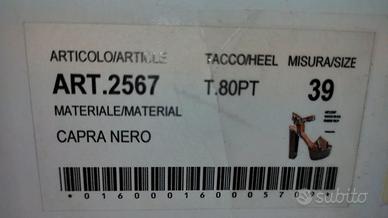 ARTICOLO/ARTICLE TACCO/HEEL MISURA/SIZE
ART.2567 T.80PT 39
MATERIALE/MATERIAL
CAPRA NERO
subito